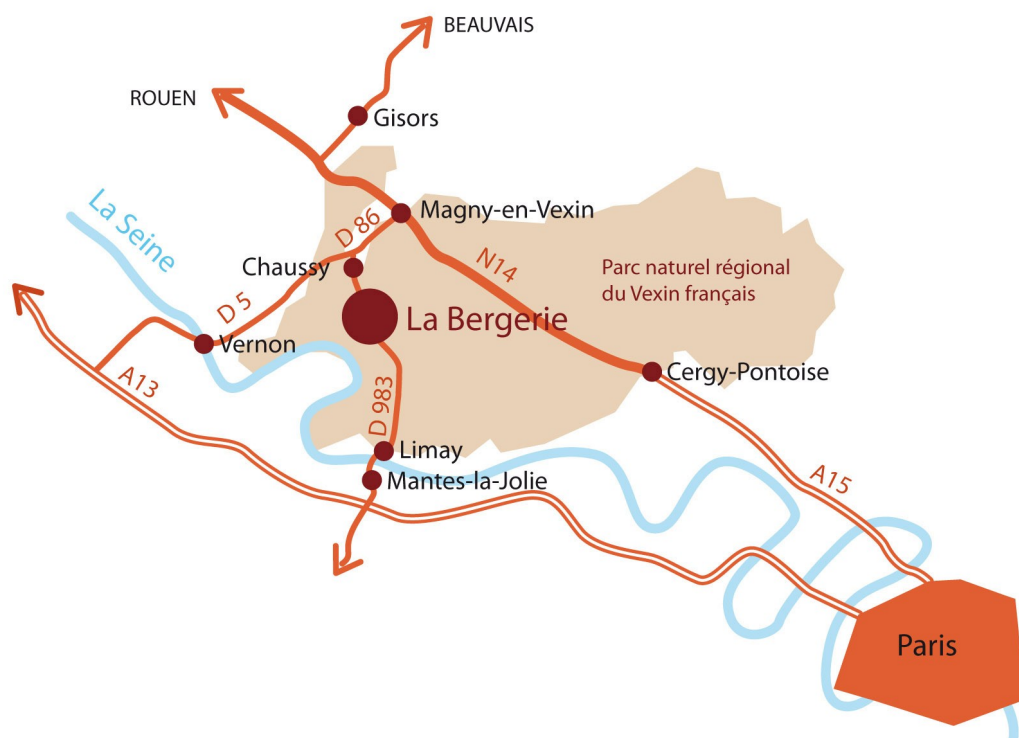 BEAUVAIS
ROUEN
Gisors
La Seine
D 86
Magny-en-Vexin
Chaussy
N14
Parc naturel régional
du Vexin français
D 5
La Bergerie
Vernon
A13
Cergy-Pontoise
D 983
Limay
Mantes-la-Jolie
A15
Paris